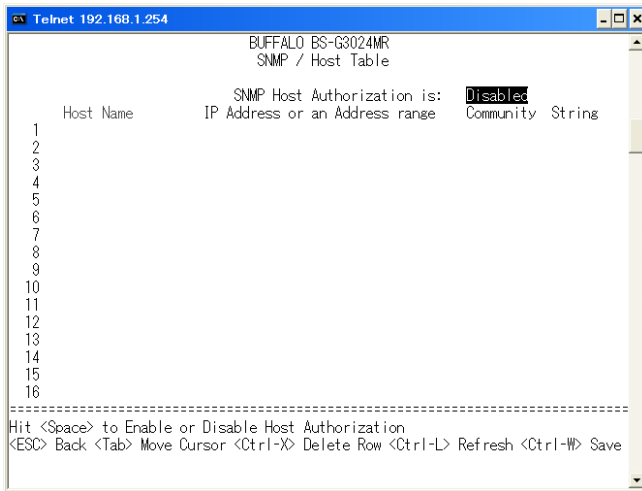 Telnet 192.168.1.254
BUFFALO BS-G3024MR
SNMP / Host Table
SNMP Host Authorization is: Disabled
Host Name IP Address or an Address range Community String
1
2
3
4
5
6
7
8
9
10
11
12
13
14
15
16
Hit <Space> to Enable or Disable Host Authorization
<ESC> Back <Tab> Move Cursor <Ctrl-X> Delete Row <Ctrl-L> Refresh <Ctrl-W> Save